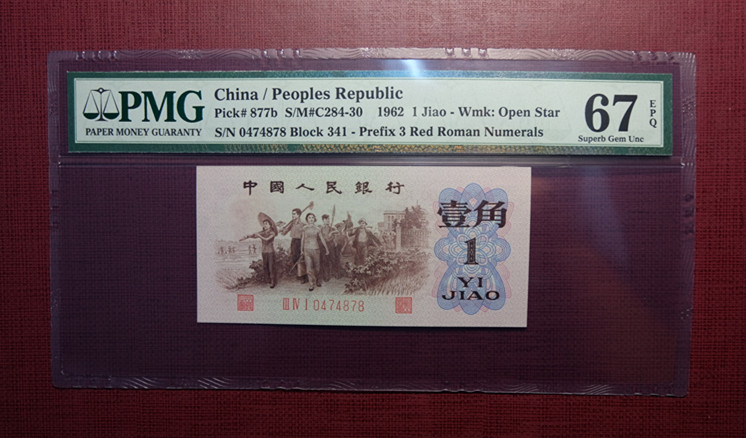 PMG
PAPER MONEY GUARANTY
China / Peoples Republic
Pick# 877b S/M#C284-30 1962 1 Jiao - Wmk: Open Star
S/N 0474878 Block 341 - Prefix 3 Red Roman Numerals
67
EPQ
Superb Gem Unc
中國人民銀行
壹角
1
YI
JIAO
III IV I 0474878